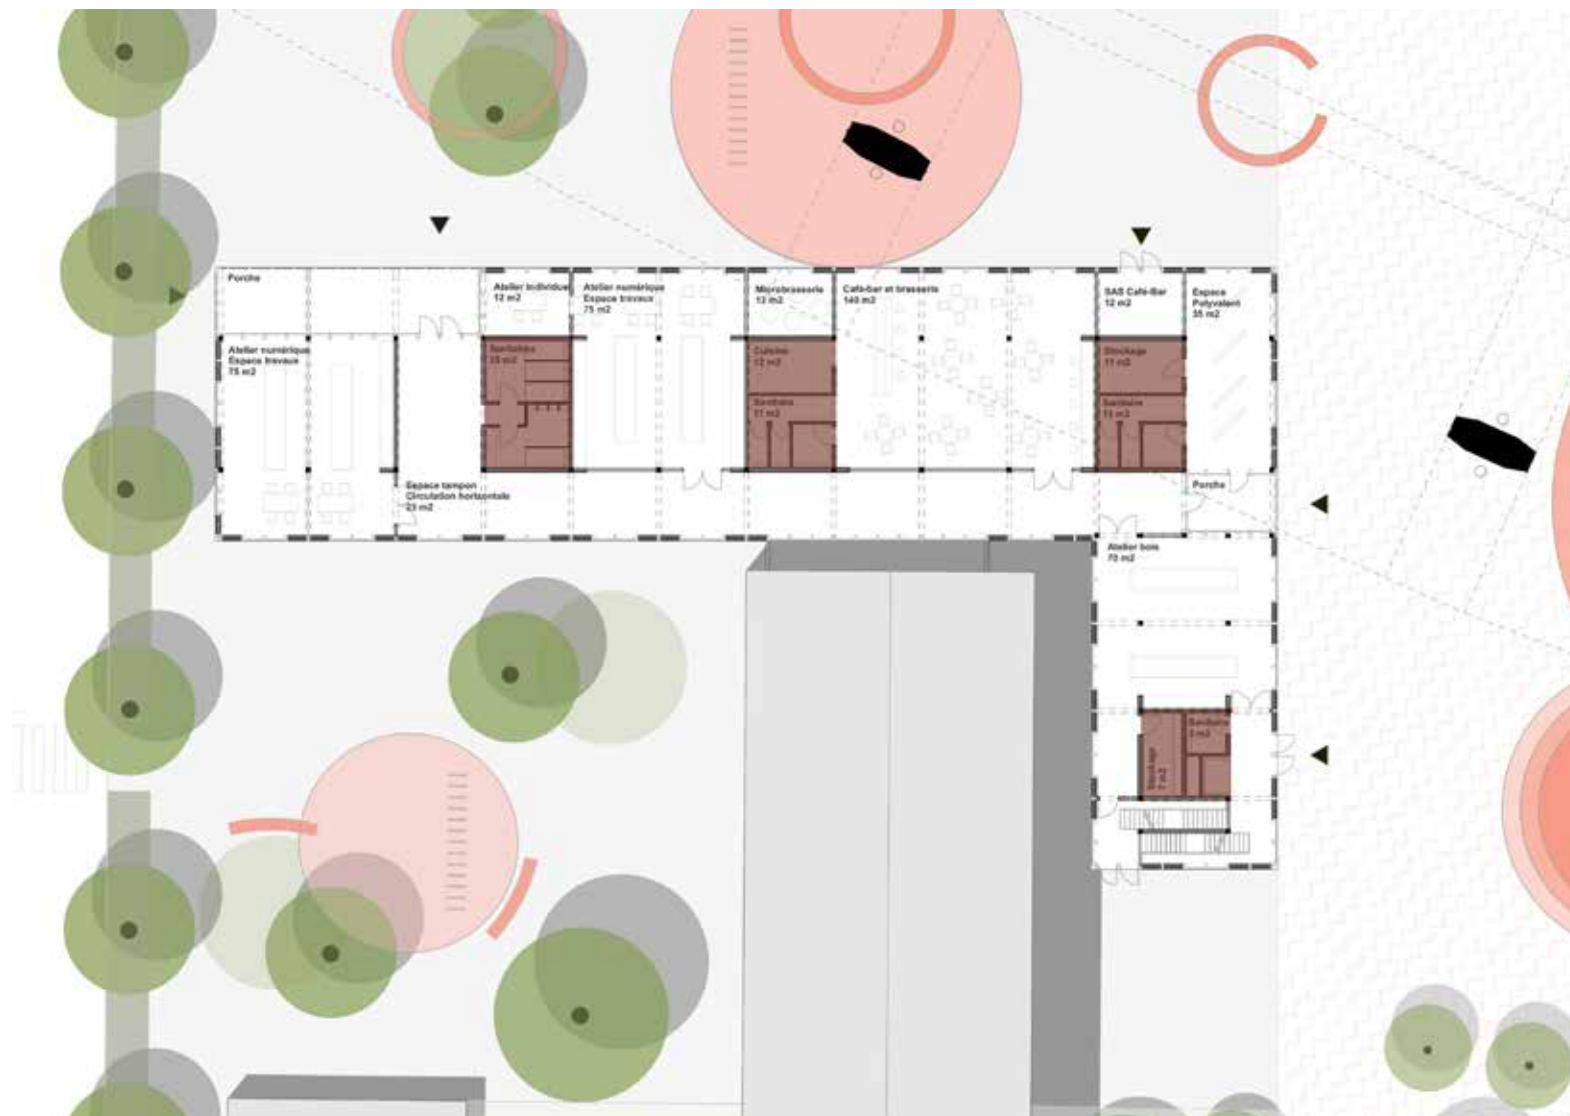 Porche
Atelier individuel
12 m2
Atelier numérique
Espace travaux
75 m2
Microbrasserie
12 m2
Café-bar et brasserie
140 m2
SAS Café-Bar
12 m2
Espace
Polyvalent
35 m2
Atelier numérique
Espace travaux
75 m2
Sanitaires
Cuisine
12 m2
Stockage
11 m2
Sanitaire
11 m2
Sanitaire
Espace tampon
Circulation horizontale
Porche
Atelier bois
70 m2
Stockage
7 m2
Sanitaire